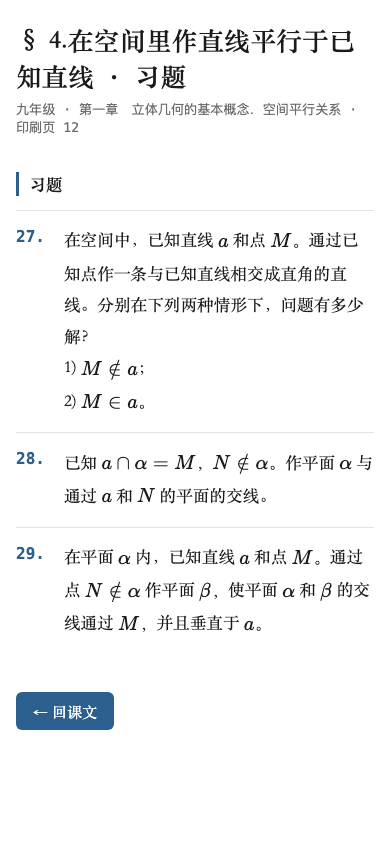 § 4.在空间里作直线平行于已
知直线 · 习题
九年级 · 第一章　立体几何的基本概念．空间平行关系 ·
印刷页 12
习题
27. 在空间中，已知直线 a 和点 M。通过已
知点作一条与已知直线相交成直角的直
线。分别在下列两种情形下，问题有多少
解？
1) M ∉ a；
2) M ∈ a。
28. 已知 a ∩ α = M，N ∉ α。作平面 α 与
通过 a 和 N 的平面的交线。
29. 在平面 α 内，已知直线 a 和点 M。通过
点 N ∉ α 作平面 β，使平面 α 和 β 的交
线通过 M，并且垂直于 a。
← 回课文